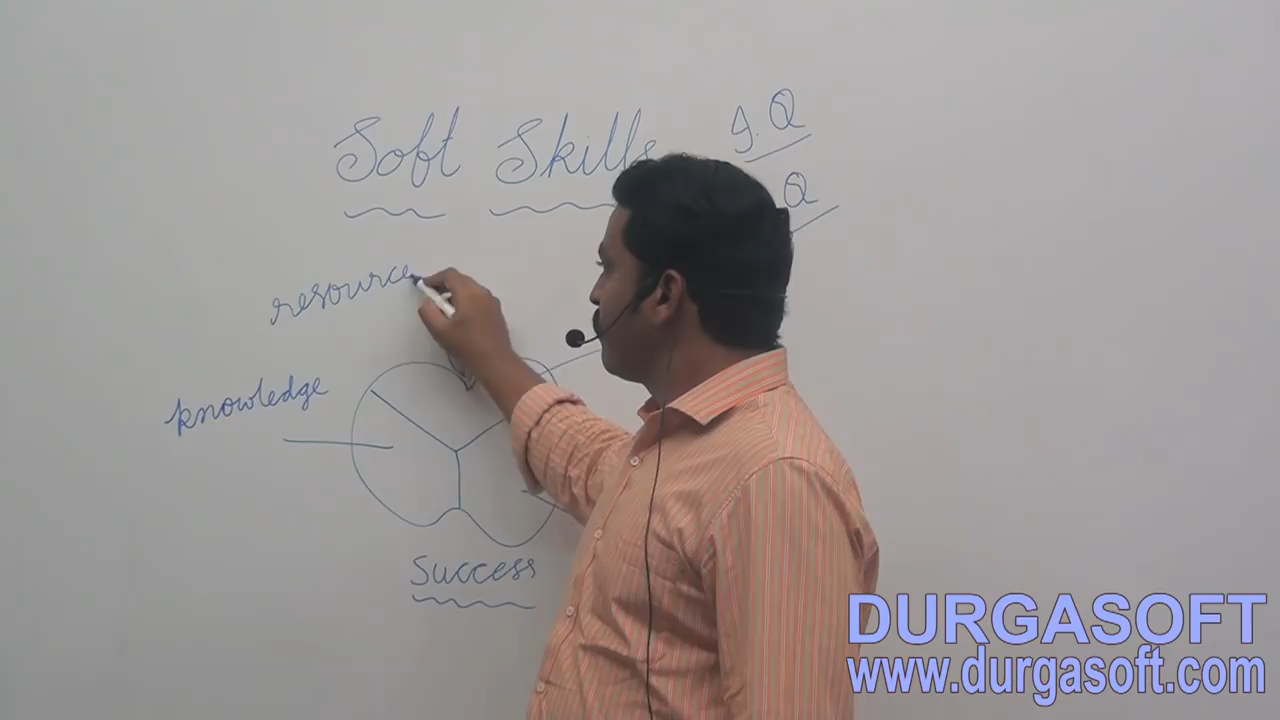 Soft Skills
I.Q
Q
resource
knowledge
Success
DURGASOFT
www.durgasoft.com